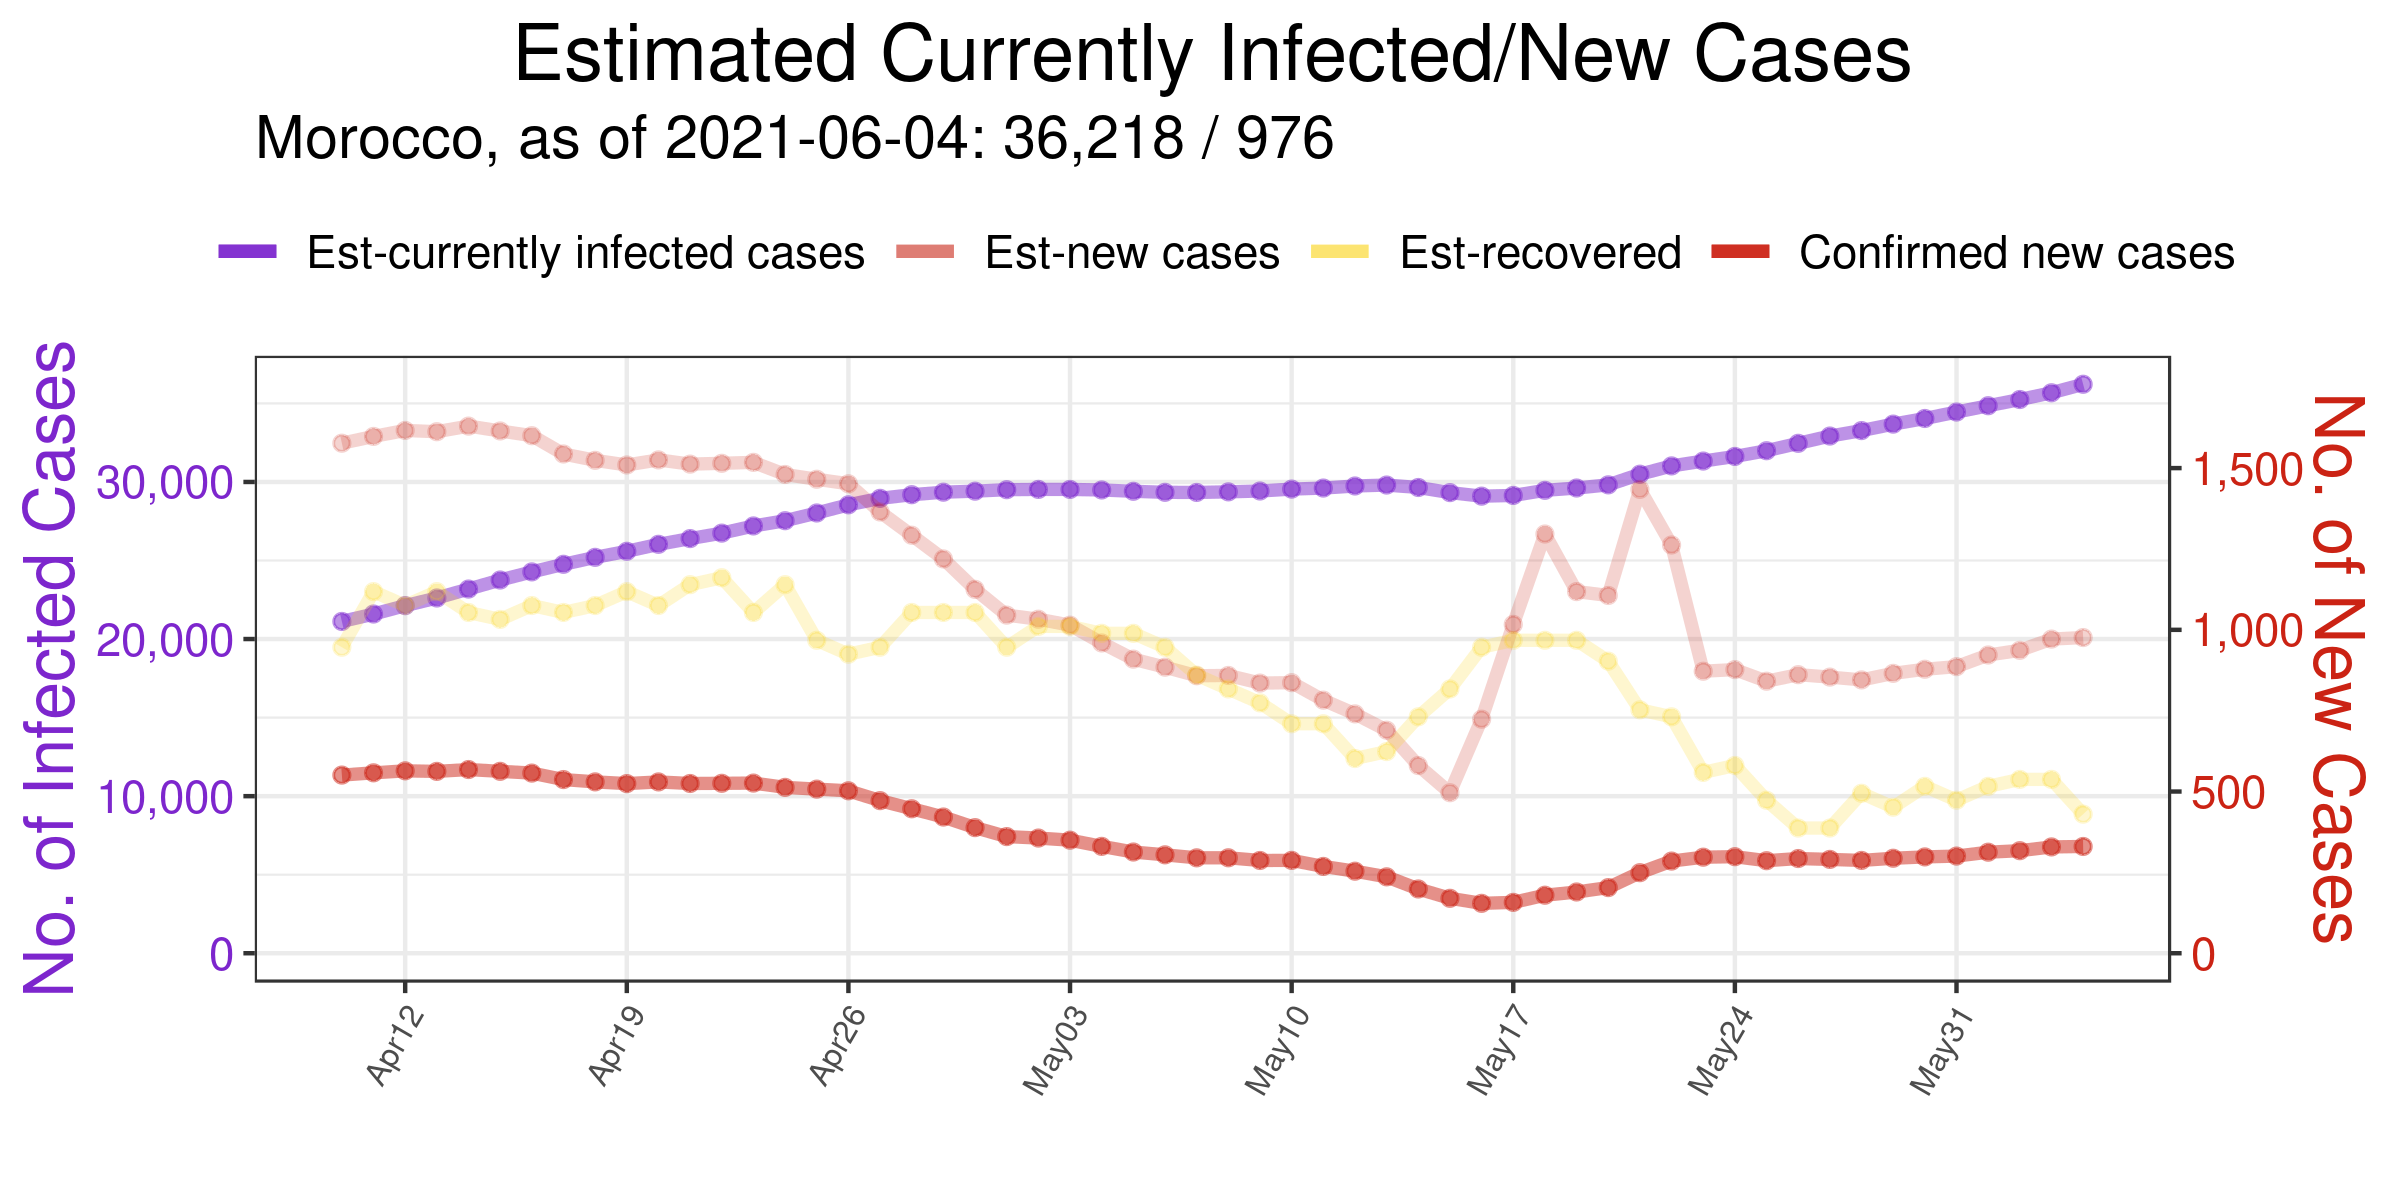 Estimated Currently Infected/New Cases
Morocco, as of 2021-06-04: 36,218 / 976
Est-currently infected cases Est-new cases Est-recovered Confirmed new cases
No. of Infected Cases
30,000
20,000
10,000
0
1,500
1,000
500
0
No. of New Cases
Apr12 Apr19 Apr26 May03 May10 May17 May24 May31